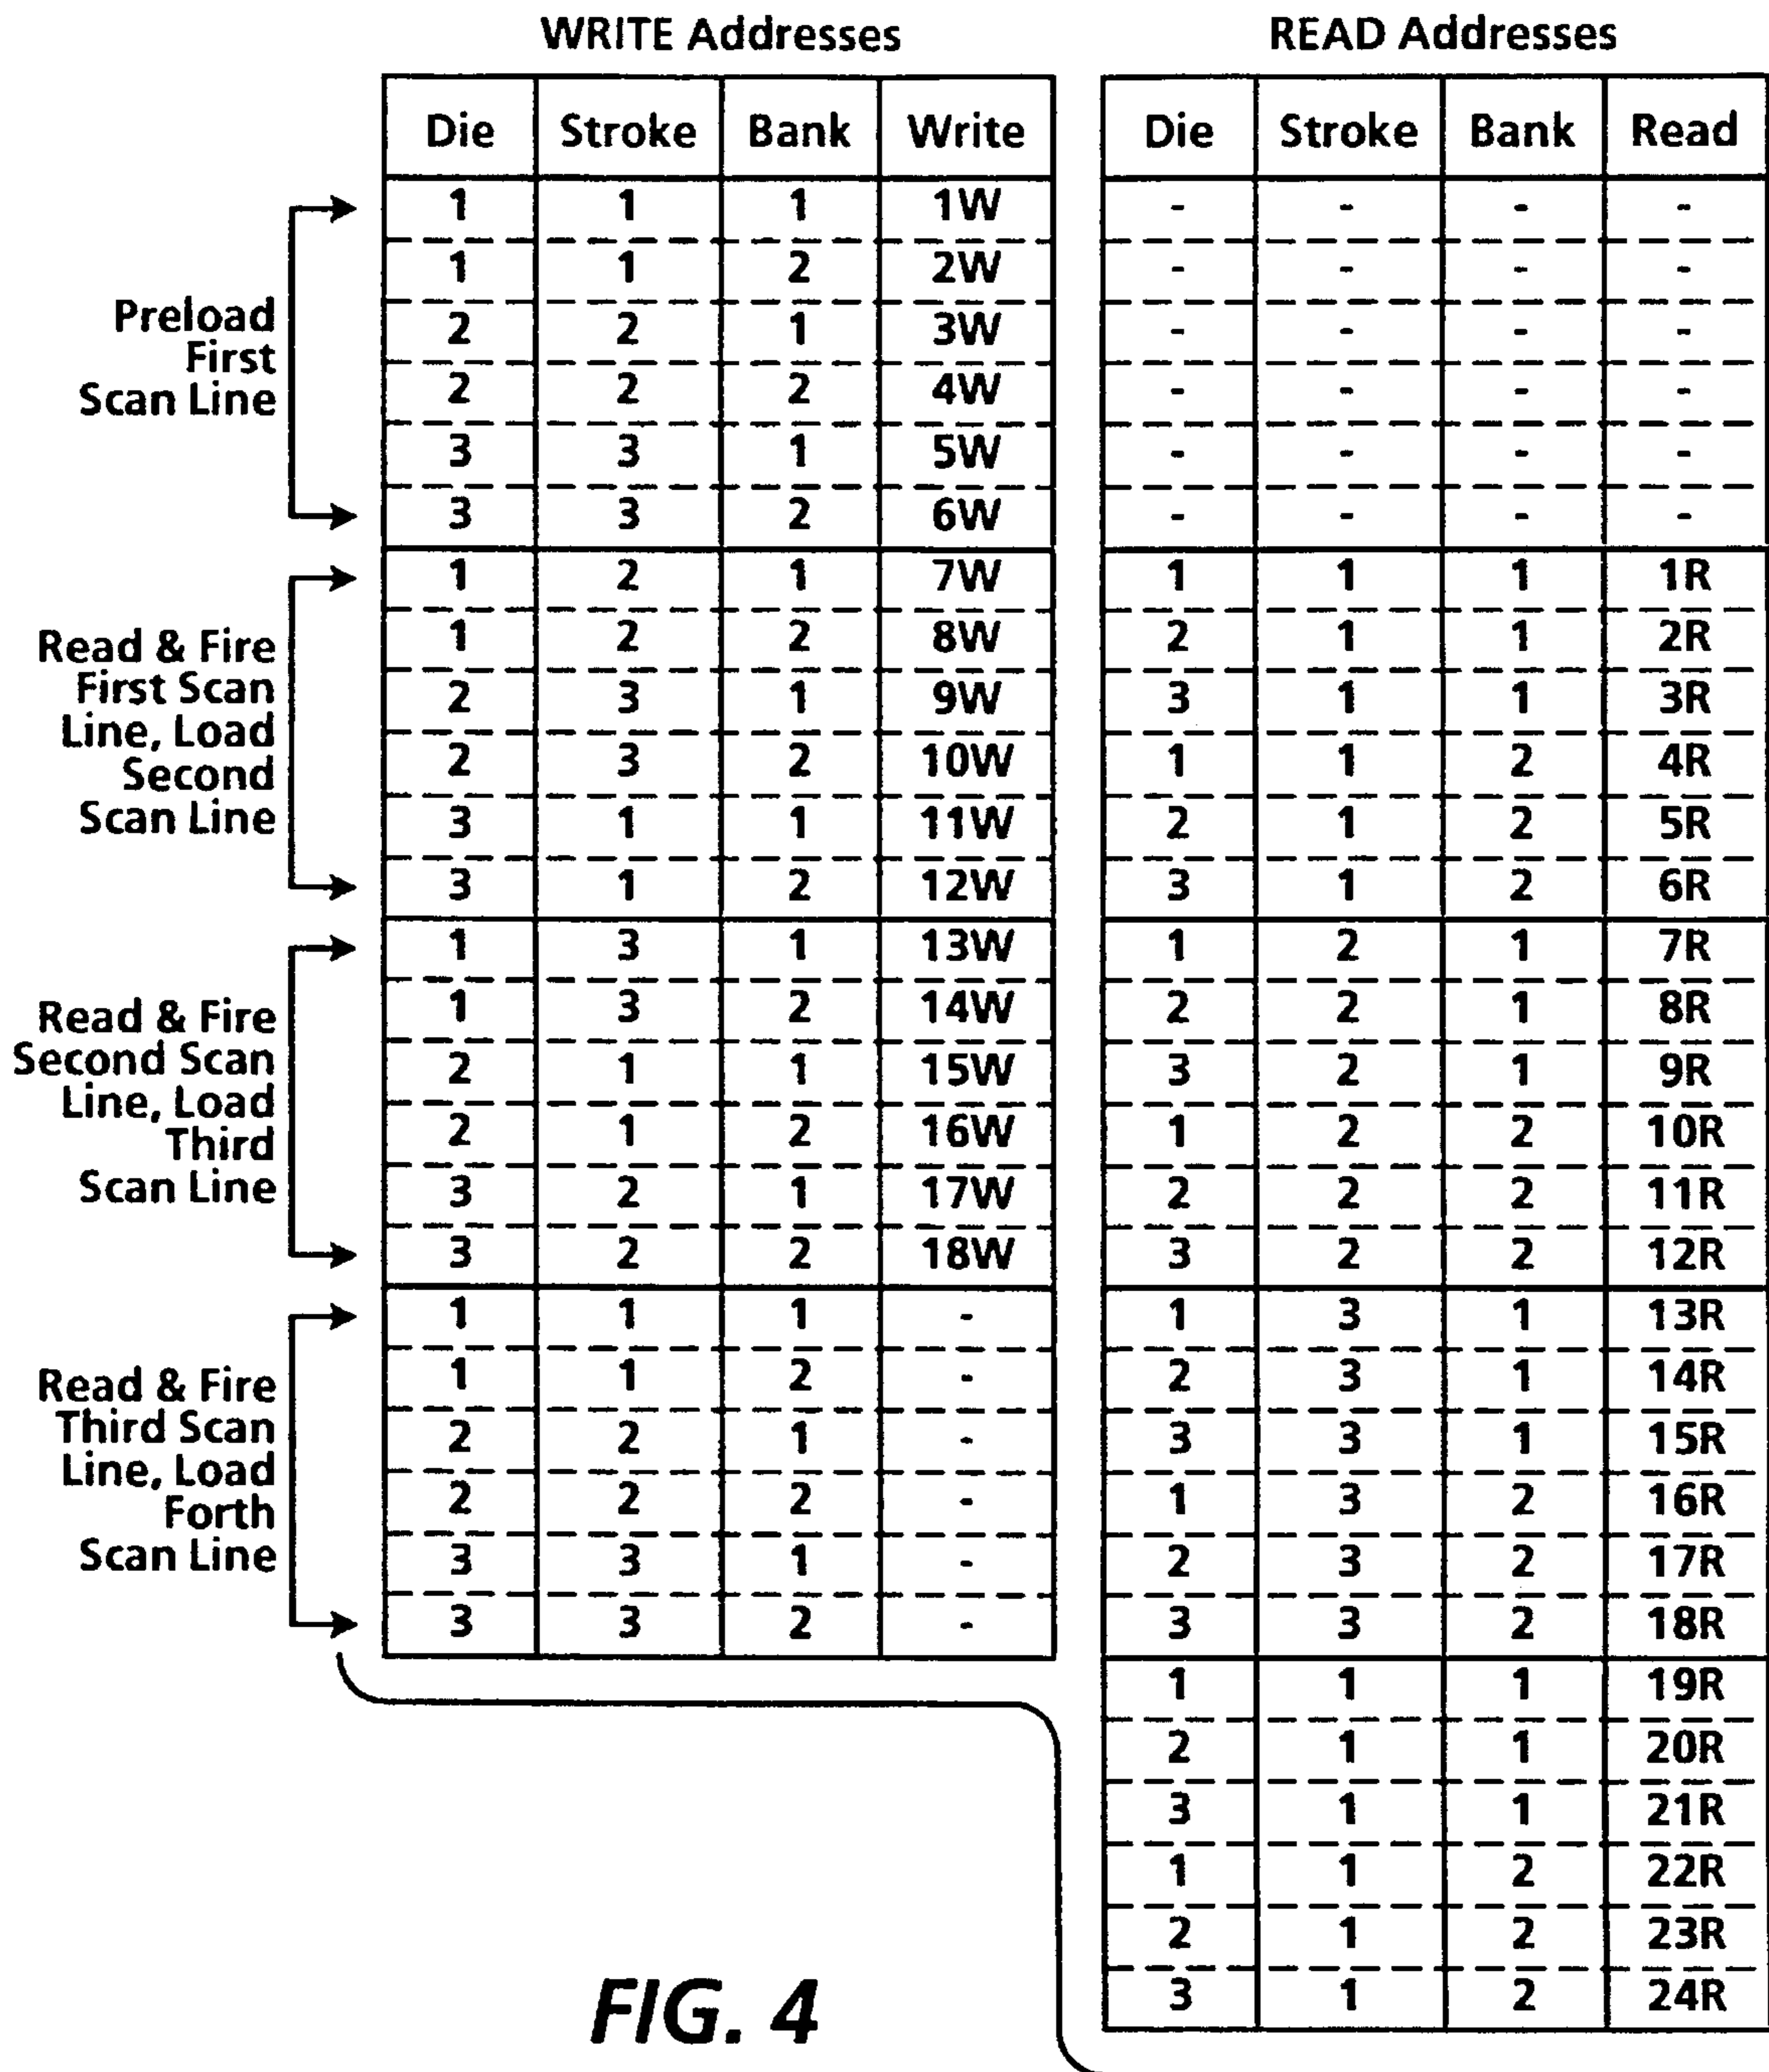 WRITE Addresses READ Addresses
Die Stroke Bank Write Die Stroke Bank Read
Preload
First
Scan Line
1 1 1 1W - - - -
1 1 2 2W - - - -
2 2 1 3W - - - -
2 2 2 4W - - - -
3 3 1 5W - - - -
3 3 2 6W - - - -
Read & Fire
First Scan
Line, Load
Second
Scan Line
1 2 1 7W 1 1 1 1R
1 2 2 8W 2 1 1 2R
2 3 1 9W 3 1 1 3R
2 3 2 10W 1 1 2 4R
3 1 1 11W 2 1 2 5R
3 1 2 12W 3 1 2 6R
Read & Fire
Second Scan
Line, Load
Third
Scan Line
1 3 1 13W 1 2 1 7R
1 3 2 14W 2 2 1 8R
2 1 1 15W 3 2 1 9R
2 1 2 16W 1 2 2 10R
3 2 1 17W 2 2 2 11R
3 2 2 18W 3 2 2 12R
Read & Fire
Third Scan
Line, Load
Forth
Scan Line
1 1 1 - 1 3 1 13R
1 1 2 - 2 3 1 14R
2 2 1 - 3 3 1 15R
2 2 2 - 1 3 2 16R
3 3 1 - 2 3 2 17R
3 3 2 - 3 3 2 18R
1 1 1 19R
2 1 1 20R
3 1 1 21R
1 1 2 22R
2 1 2 23R
3 1 2 24R
FIG. 4